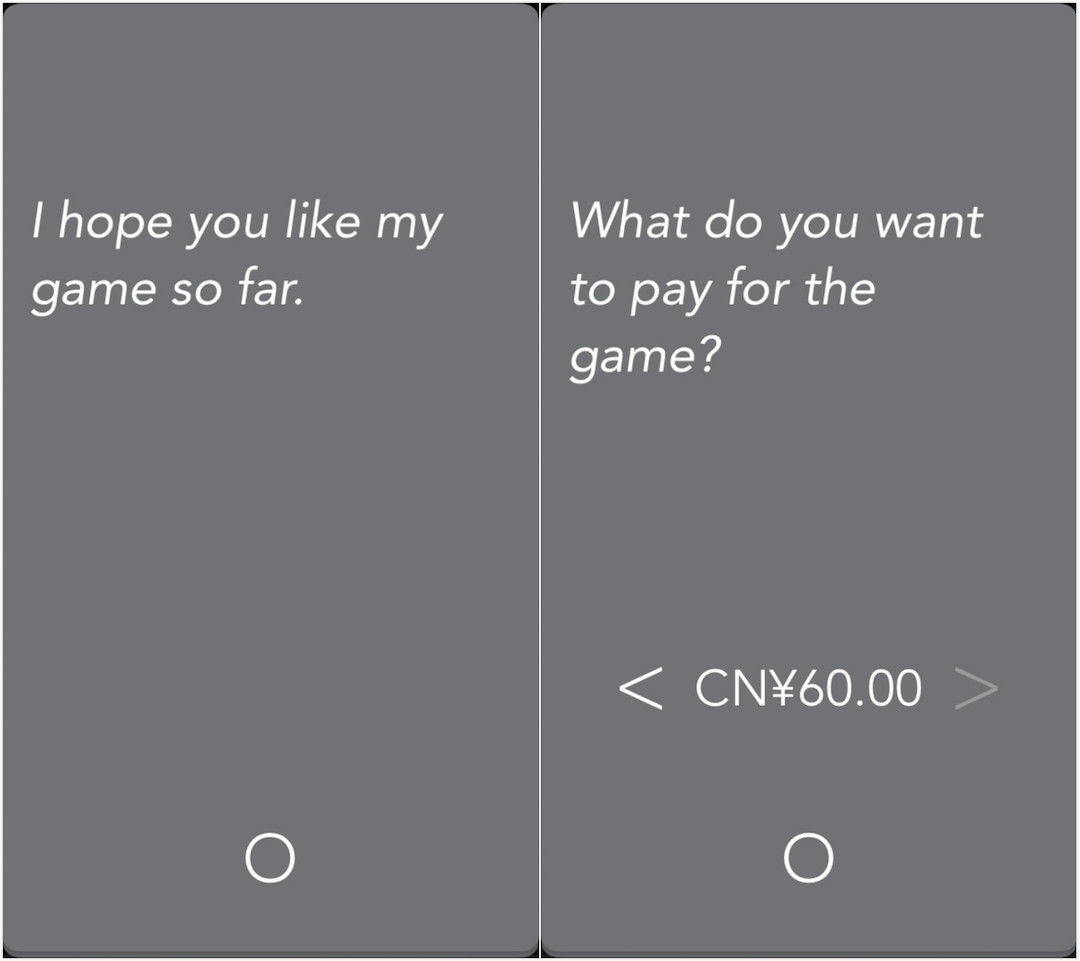 I hope you like my
game so far.
What do you want
to pay for the
game?
< CN¥60.00 >